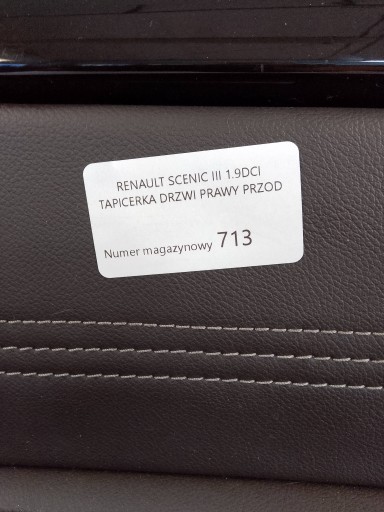 RENAULT SCENIC III 1.9DCI
TAPICERKA DRZWI PRAWY PRZOD
Numer magazynowy 713